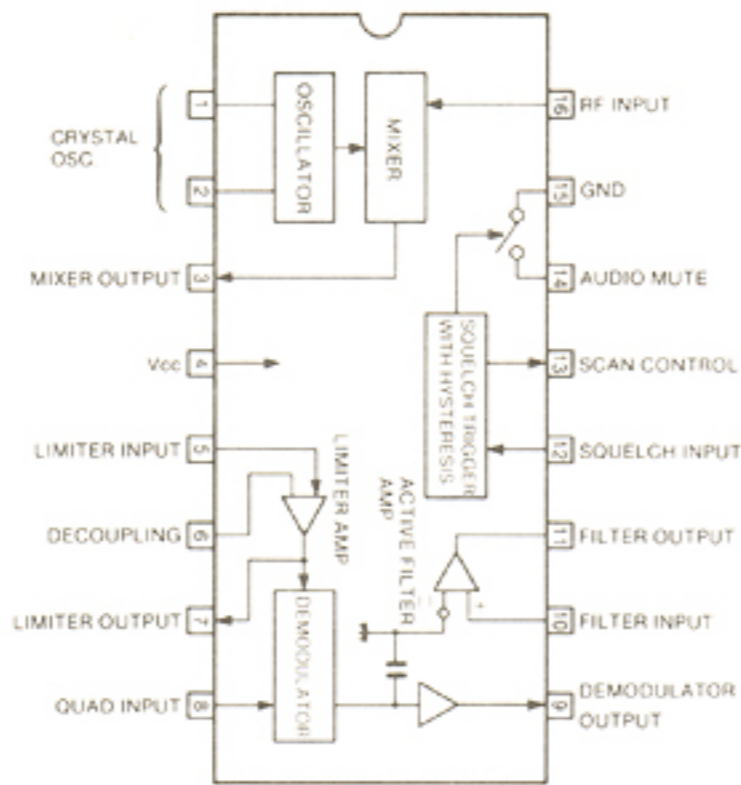 CRYSTAL
OSC
1
2
MIXER OUTPUT
3
Vcc
4
LIMITER INPUT
5
DECOUPLING
6
LIMITER OUTPUT
7
QUAD INPUT
8
OSCILLATOR
MIXER
SQUELCH TRIGGER
WITH HYSTERESIS
LIMITER AMP
ACTIVE FILTER
AMP
DEMODULATOR
-
+
16
RF INPUT
15
GND
14
AUDIO MUTE
13
SCAN CONTROL
12
SQUELCH INPUT
11
FILTER OUTPUT
10
FILTER INPUT
9
DEMODULATOR
OUTPUT